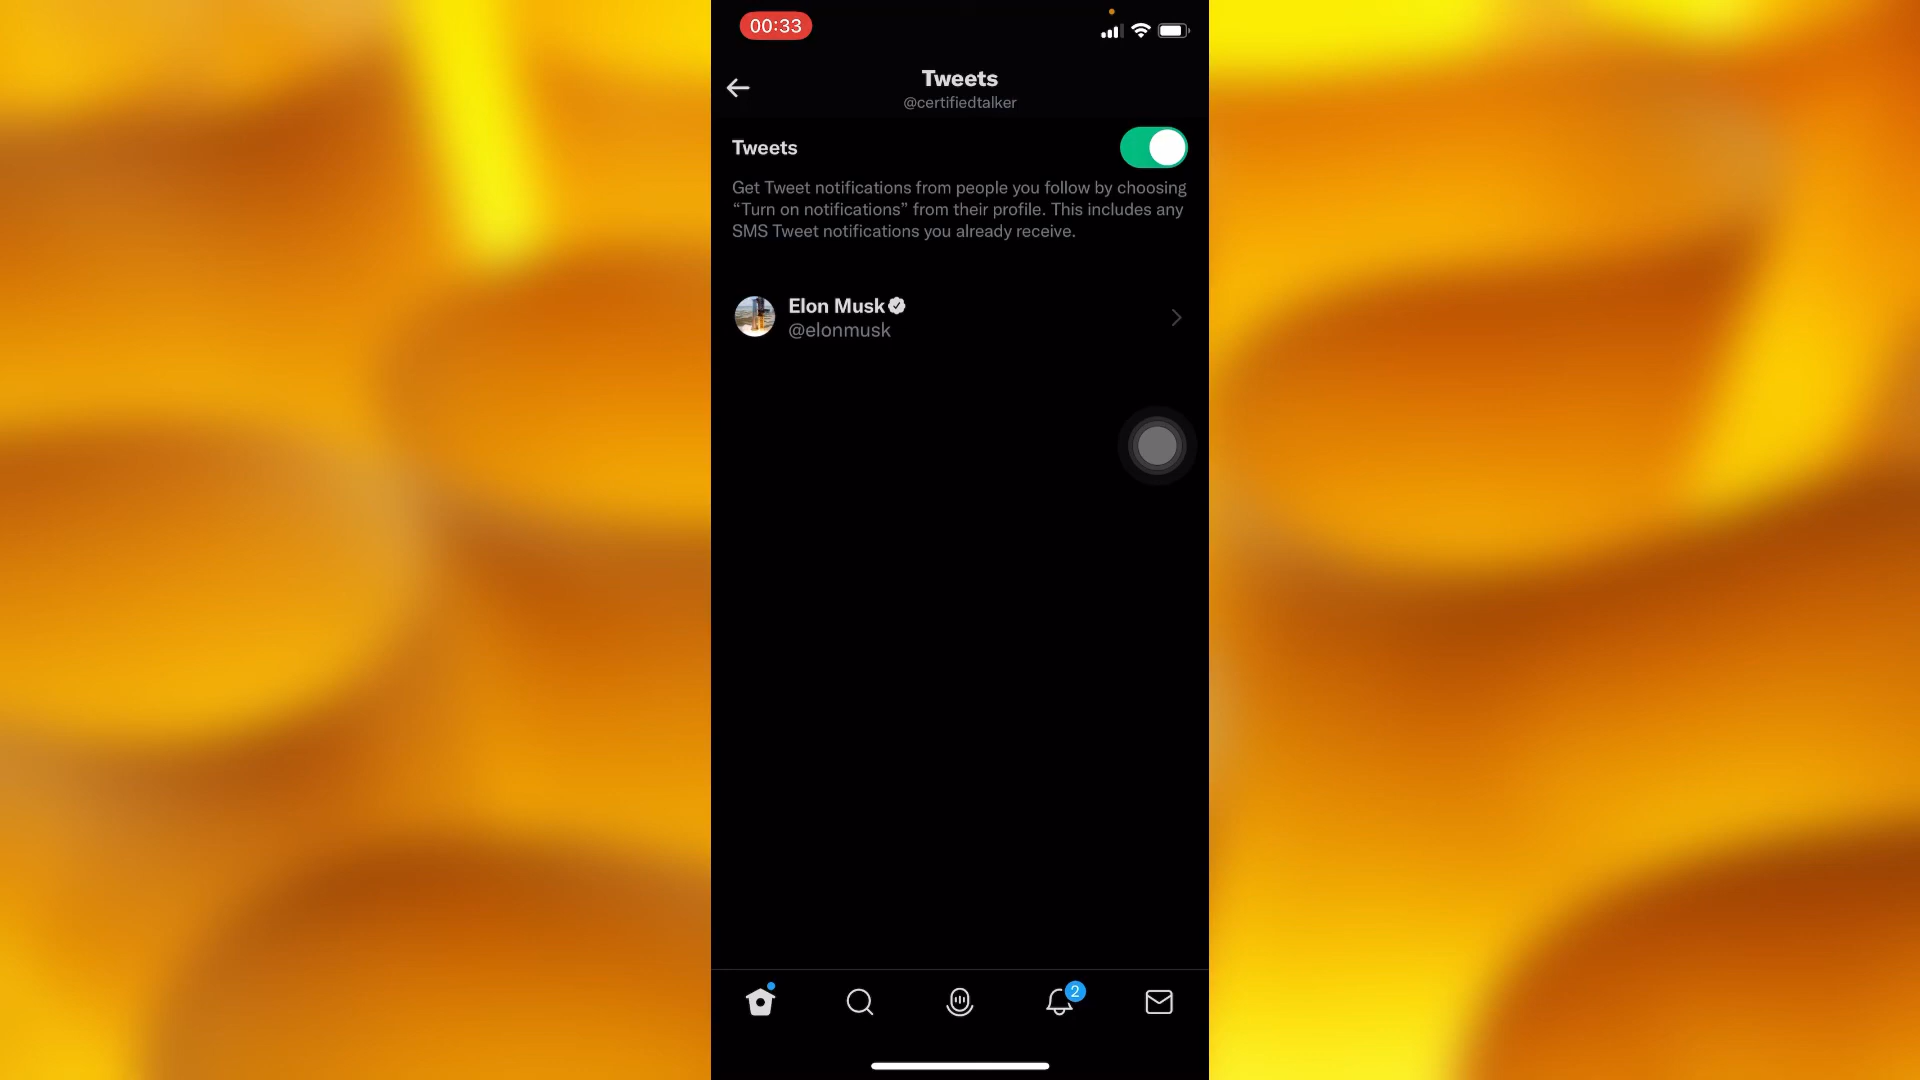 00:33
Tweets
@certifiedtalker
Tweets
Get Tweet notifications from people you follow by choosing
“Turn on notifications” from their profile. This includes any
SMS Tweet notifications you already receive.
Elon Musk
@elonmusk
2